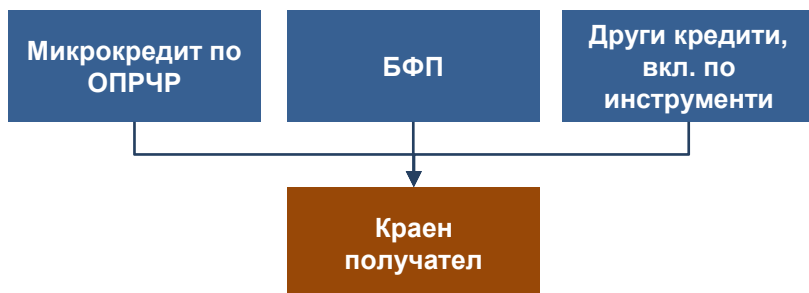 Микрокредит по
ОПРЧР
БФП
Други кредити,
вкл. по
инструменти
Краен
получател